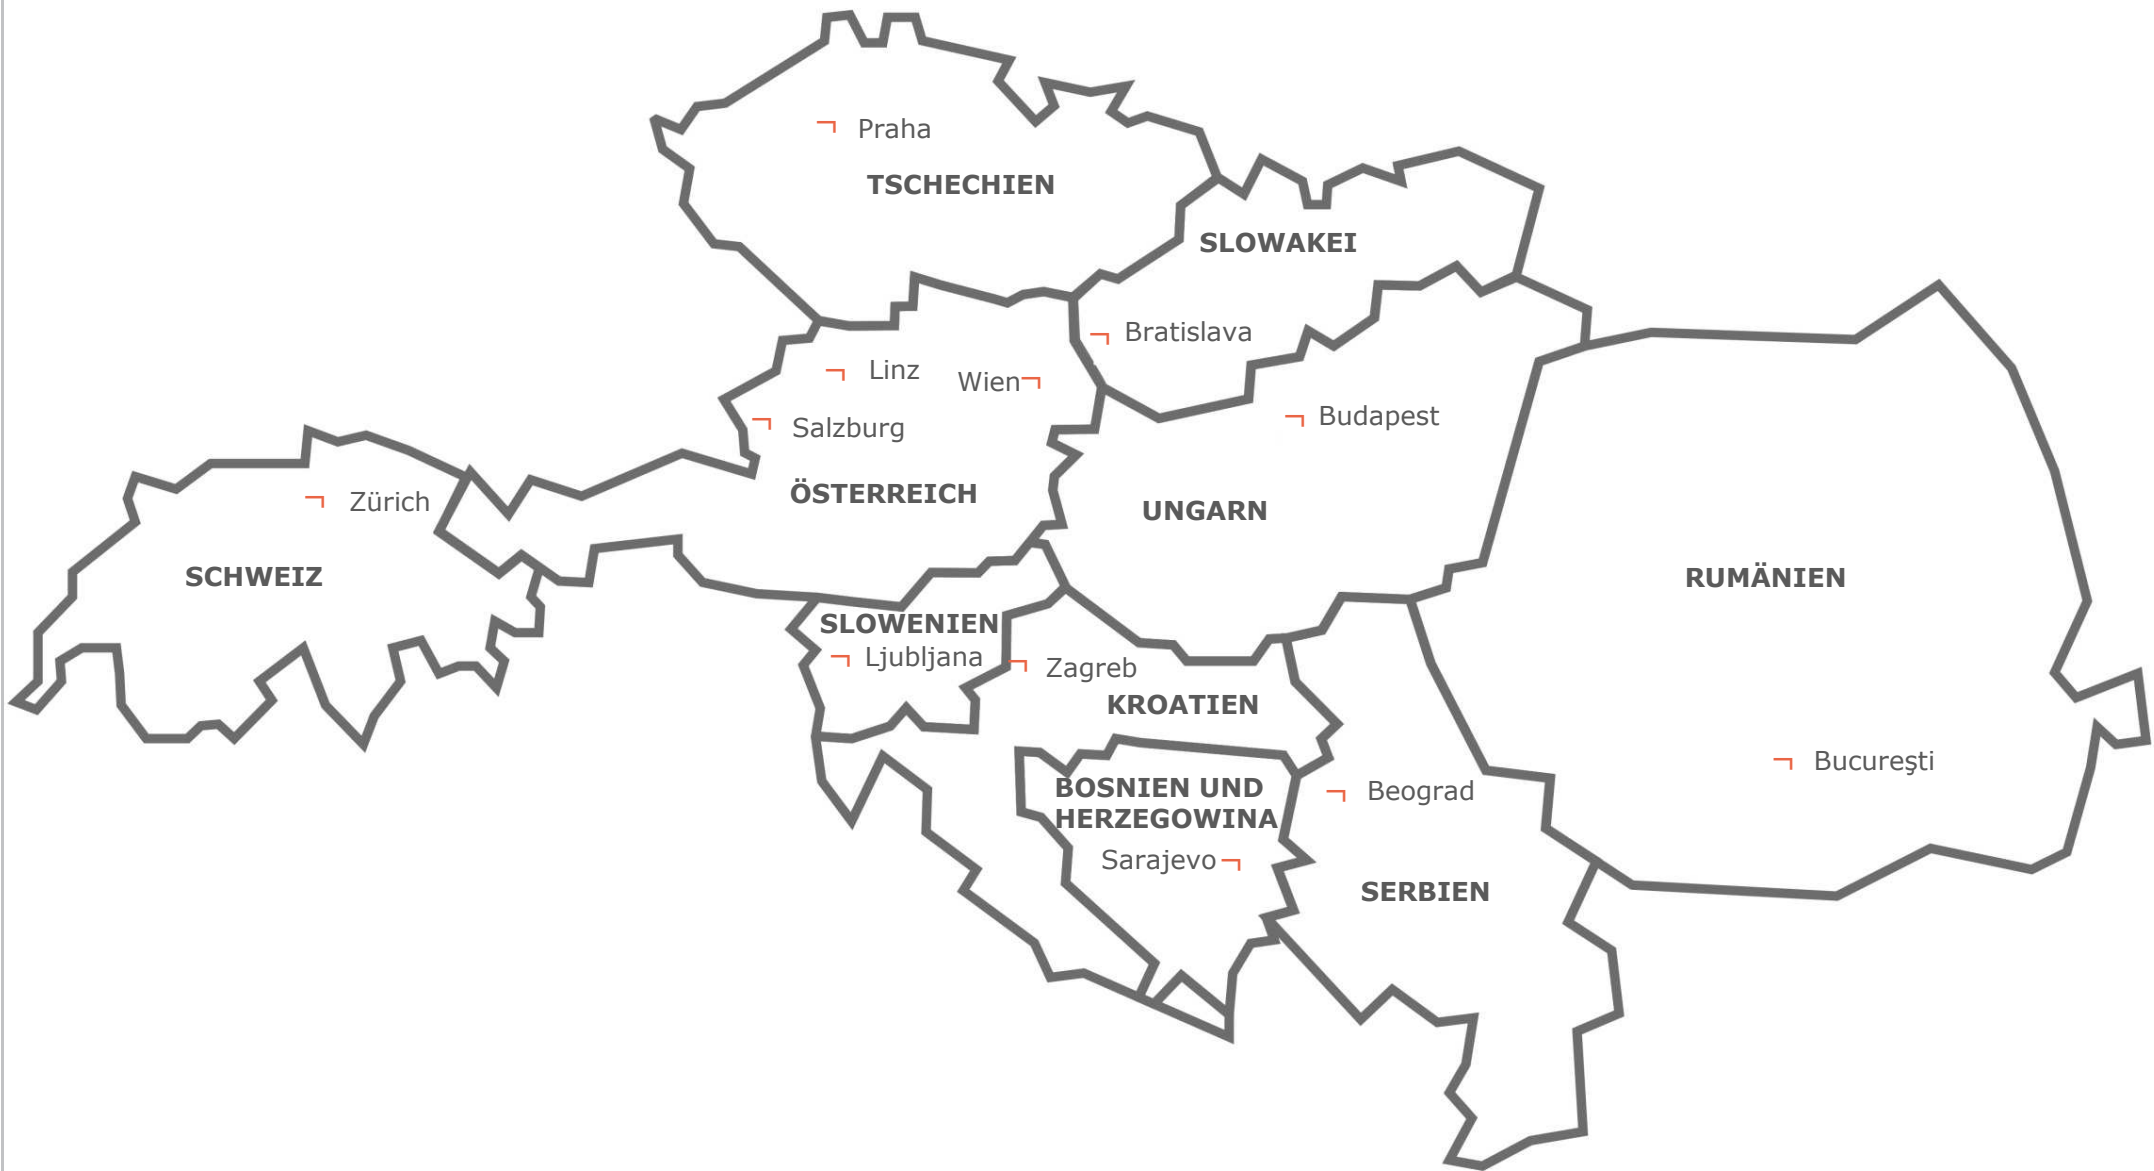 Praha
TSCHECHIEN
SLOWAKEI
Bratislava
Linz
Wien
Budapest
Salzburg
ÖSTERREICH
Zürich
UNGARN
SCHWEIZ
RUMÄNIEN
SLOWENIEN
Ljubljana
Zagreb
KROATIEN
Bucureşti
BOSNIEN UND
HERZEGOWINA
Beograd
Sarajevo
SERBIEN